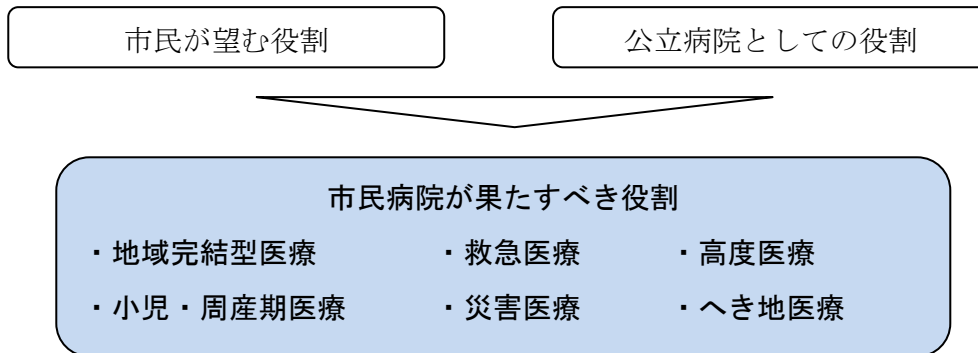 市民が望む役割 公立病院としての役割
市民病院が果たすべき役割
・地域完結型医療 ・救急医療 ・高度医療
・小児・周産期医療 ・災害医療 ・へき地医療